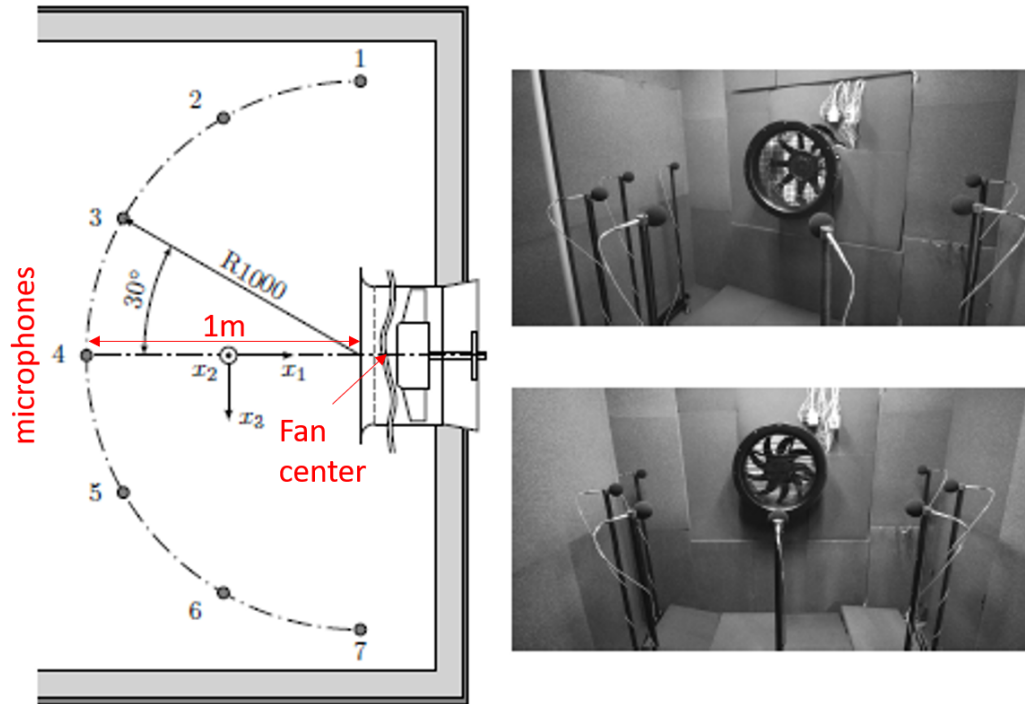 1
2
3
R1000
30°
1m
microphones
4
x₂
x₁
x₃
Fan
center
5
6
7